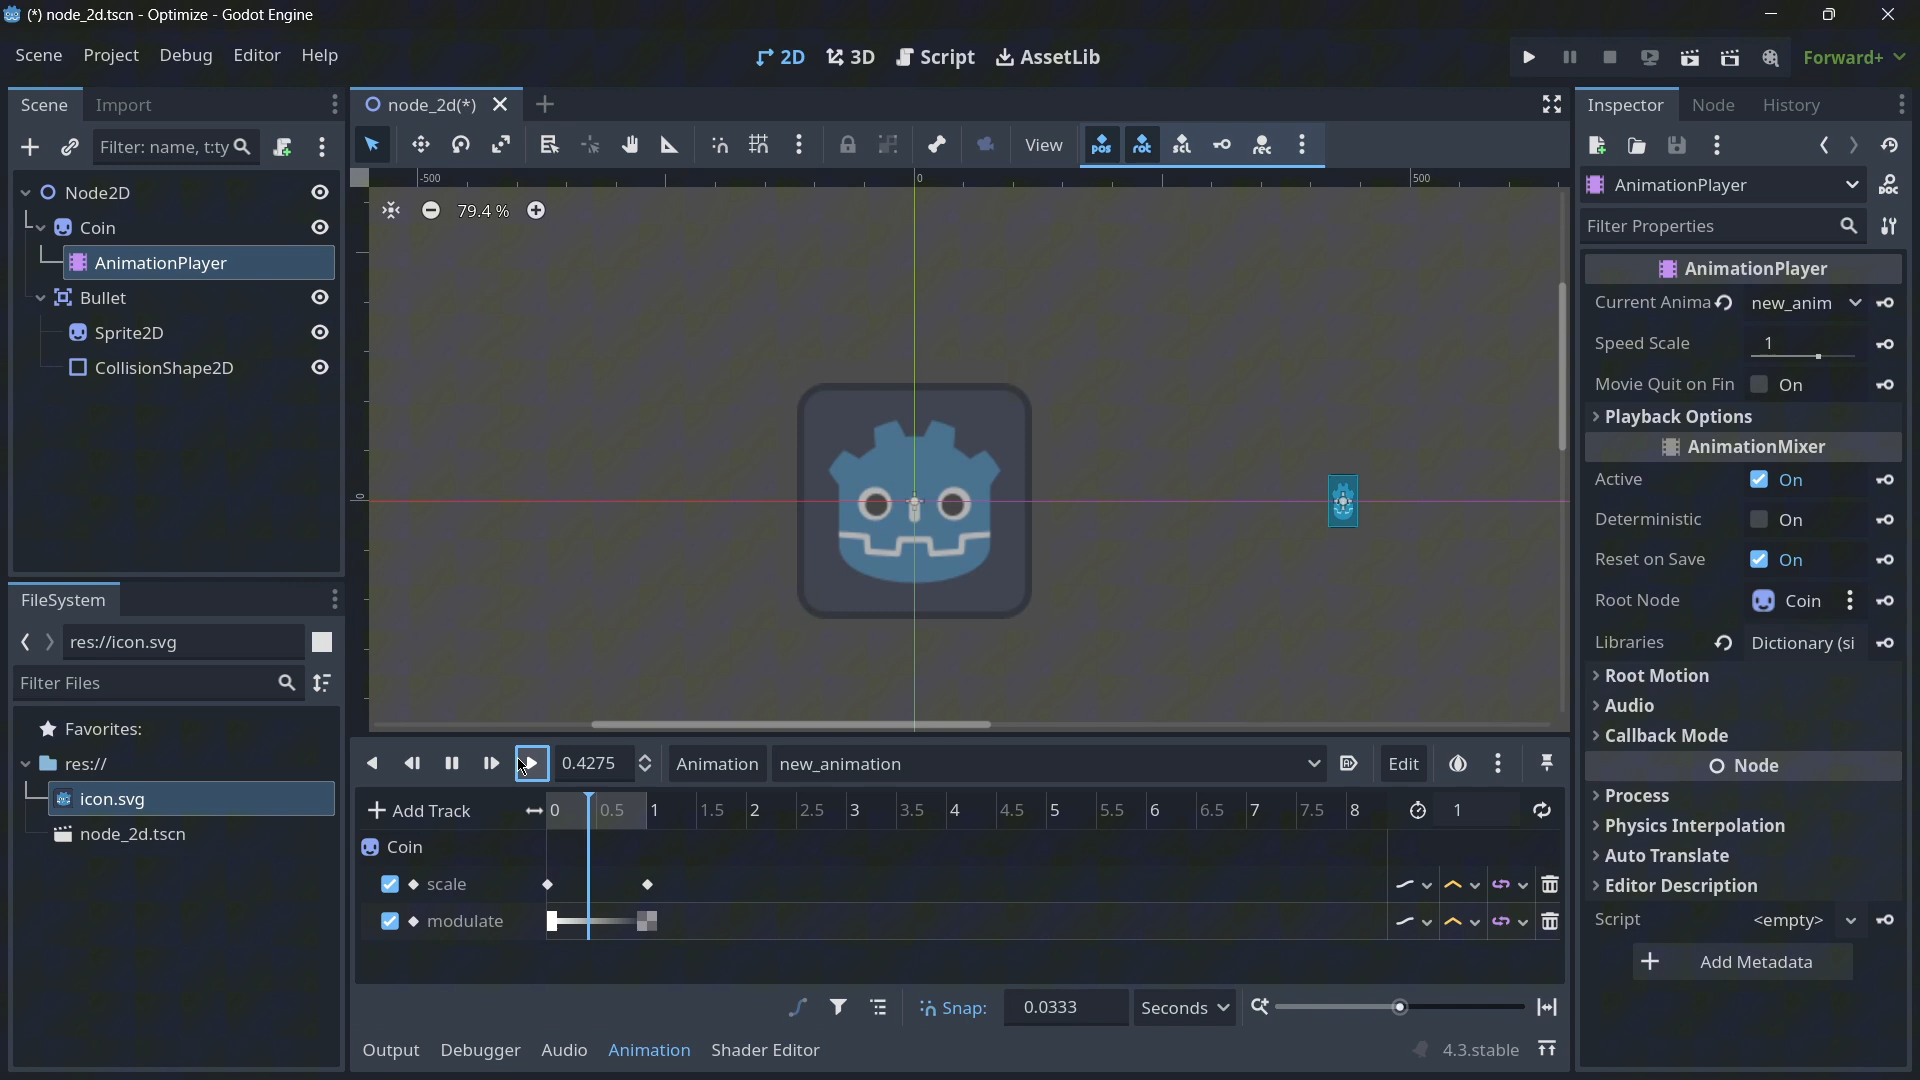 (*) node_2d.tscn - Optimize - Godot Engine
Scene Project Debug Editor Help
2D 3D Script AssetLib
Forward+
Scene Import
node_2d(*)
Inspector Node History
Filter: name, t:ty
View
pos rot scl rec
AnimationPlayer
DOC
Node2D
Coin
AnimationPlayer
Bullet
Sprite2D
CollisionShape2D
-500 0 500
0
79.4 %
Filter Properties
AnimationPlayer
Current Anima new_anim
Speed Scale 1
Movie Quit on Fin On
Playback Options
AnimationMixer
Active On
Deterministic On
Reset on Save On
Root Node Coin
Libraries Dictionary (si
Root Motion
Audio
Callback Mode
Node
Process
Physics Interpolation
Auto Translate
Editor Description
Script <empty>
Add Metadata
FileSystem
res://icon.svg
Filter Files
Favorites:
res://
icon.svg
node_2d.tscn
0.4275 Animation new_animation Edit
Add Track 0 0.5 1 1.5 2 2.5 3 3.5 4 4.5 5 5.5 6 6.5 7 7.5 8 1
Coin
scale
modulate
Snap: 0.0333 Seconds
Output Debugger Audio Animation Shader Editor 4.3.stable